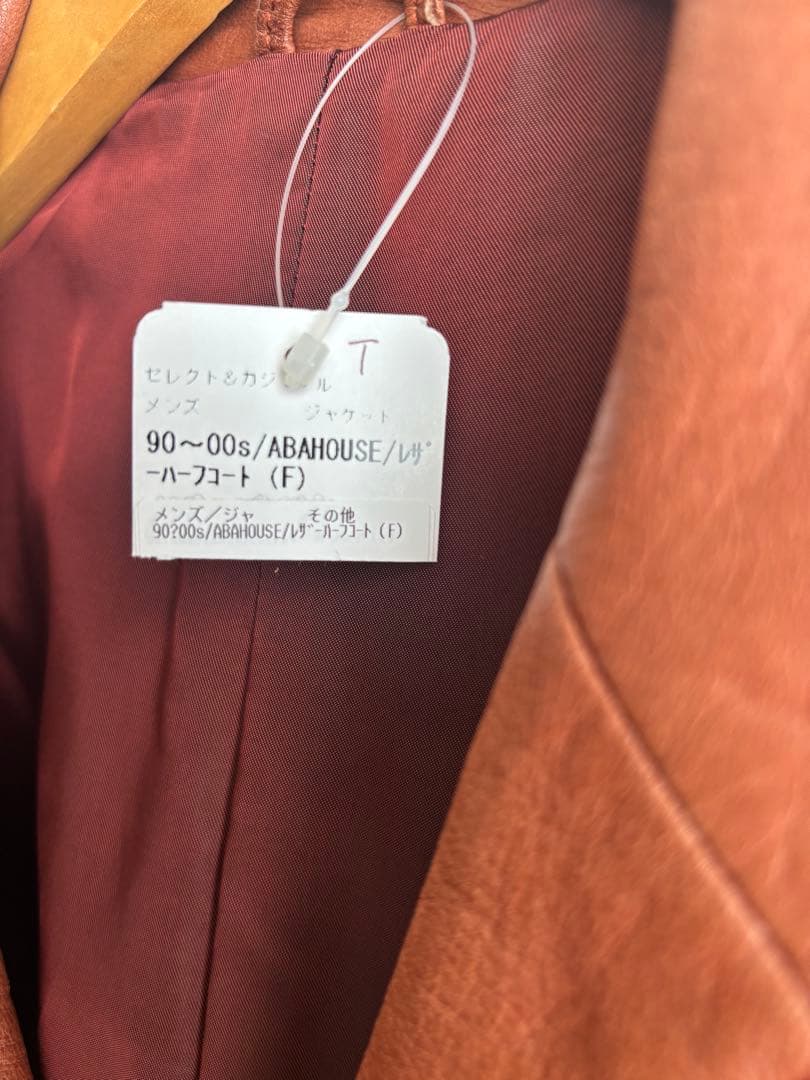 T
セレクト&カジュアル
メンズ ジャケット
90～00s/ABAHOUSE/ﾚｻﾞ
ｰﾊｰﾌｺｰﾄ (F)
メンズ／ジャ その他
90?00s/ABAHOUSE/ﾚｻﾞｰﾊｰﾌｺｰﾄ (F)